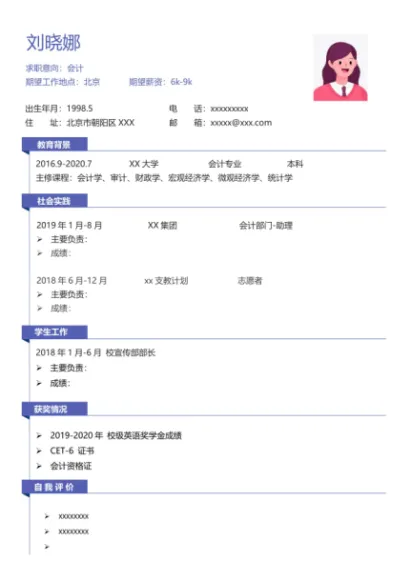 刘晓娜
求职意向：会计
期望工作地点：北京 期望薪资：6k-9k
出生年月：1998.5 电 话：xxxxxxxxx
住 址：北京市朝阳区 XXX 邮 箱：xxxxx@xxx.com
教育背景
2016.9-2020.7 XX 大学 会计专业 本科
主修课程：会计学、审计、财政学、宏观经济学、微观经济学、统计学
社会实践
2019 年 1 月-8 月 XX 集团 会计部门-助理
➢ 主要负责：
➢ 成绩：
2018 年 6 月-12 月 xx 支教计划 志愿者
➢ 主要负责：
➢ 成绩：
学生工作
2018 年 1 月-6 月 校宣传部部长
➢ 主要负责：
➢ 成绩：
获奖情况
➢ 2019-2020 年 校级英语奖学金成绩
➢ CET-6 证书
➢ 会计资格证
自我评价
➢ xxxxxxxx
➢ xxxxxxxx
➢